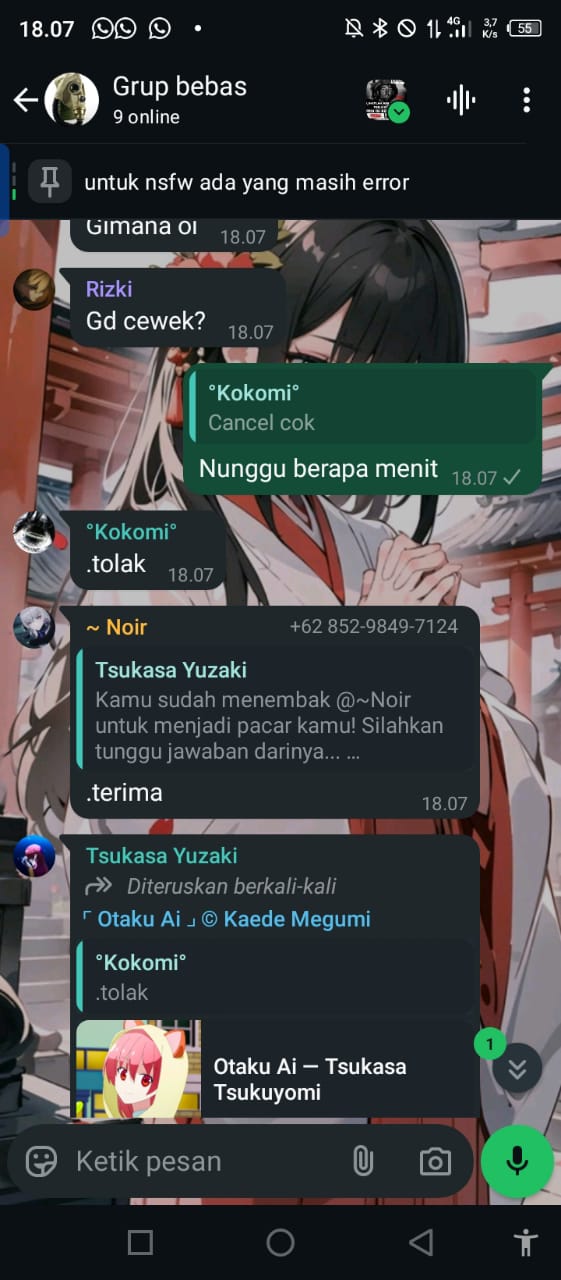 18.07
4G
3,7
K/s
55
Grup bebas
9 online
untuk nsfw ada yang masih error
Gimana oi
18.07
Rizki
Gd cewek?
18.07
°Kokomi°
Cancel cok
Nunggu berapa menit
18.07
°Kokomi°
.tolak
18.07
~ Noir
+62 852-9849-7124
Tsukasa Yuzaki
Kamu sudah menembak @~Noir
untuk menjadi pacar kamu! Silahkan
tunggu jawaban darinya... ...
.terima
18.07
Tsukasa Yuzaki
Diteruskan berkali-kali
「 Otaku Ai 」 © Kaede Megumi
°Kokomi°
.tolak
Otaku Ai — Tsukasa
Tsukuyomi
1
Ketik pesan